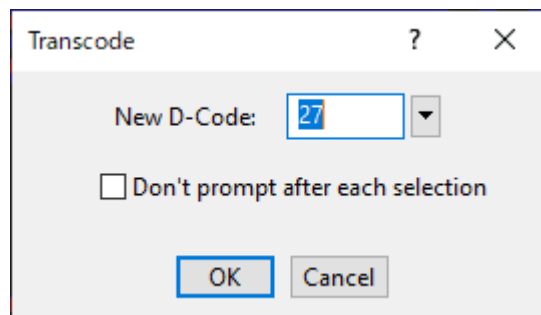 Transcode ?
New D-Code: 27
Don't prompt after each selection
OK Cancel